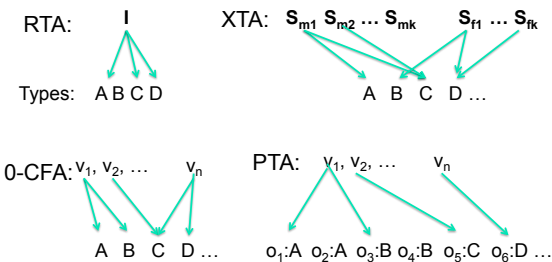 RTA: I
Types: A B C D
XTA: Sm1 Sm2 … Smk Sf1 … Sfk
A B C D …
0-CFA: v1, v2, … vn
A B C D …
PTA: v1, v2, … vn
o1:A o2:A o3:B o4:B o5:C o6:D …